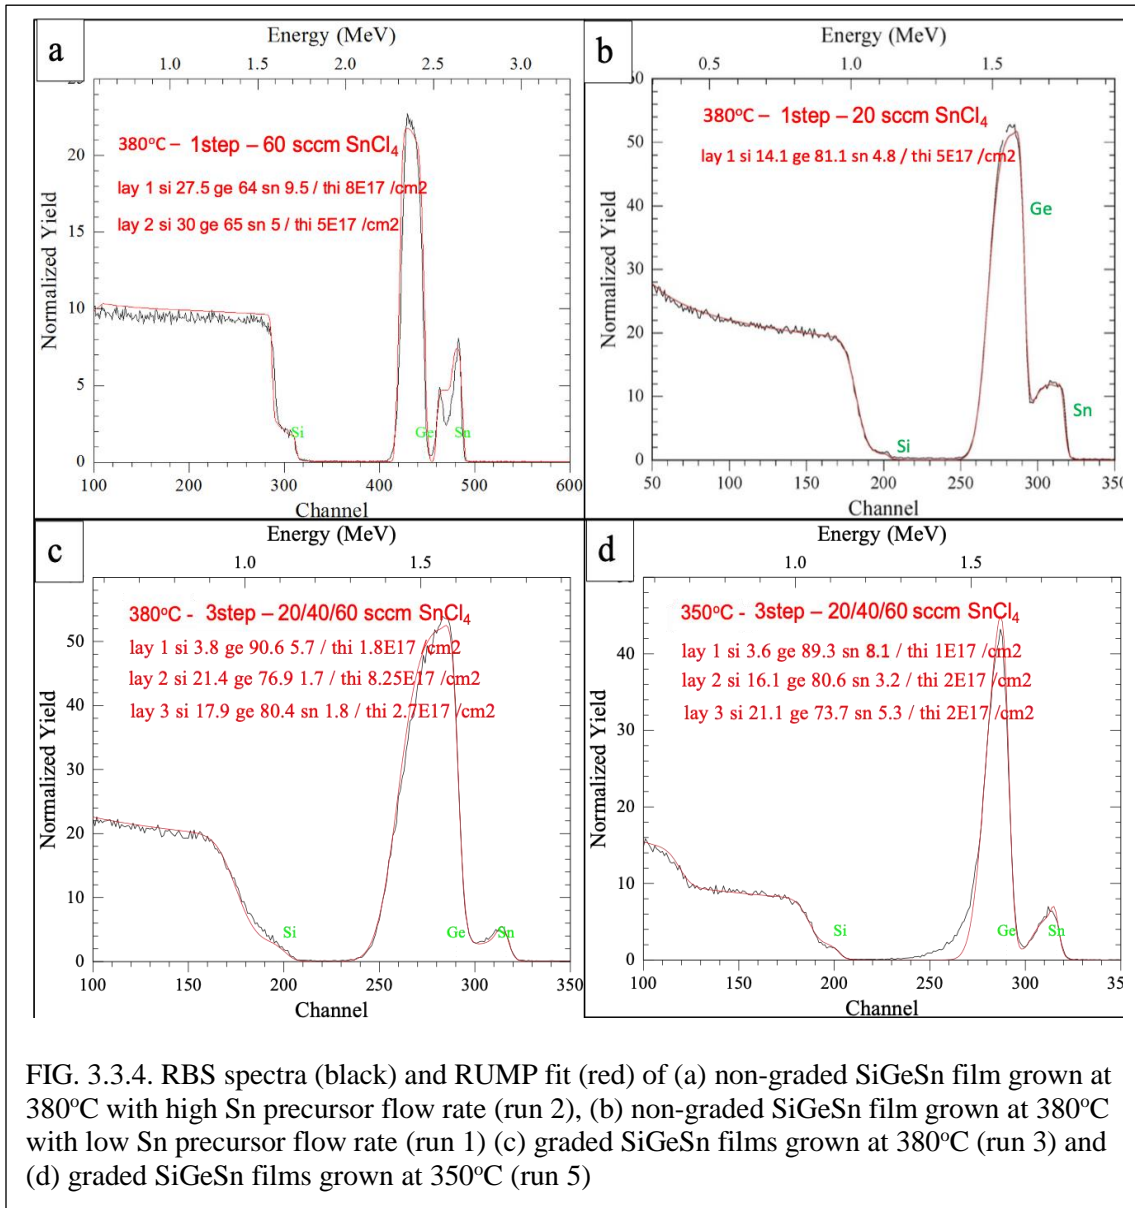 a
Energy (MeV)
1.0 1.5 2.0 2.5 3.0
25
20
15
10
5
0
Normalized Yield
380°C – 1step – 60 sccm SnCl4
lay 1 si 27.5 ge 64 sn 9.5 / thi 8E17 /cm2
lay 2 si 30 ge 65 sn 5 / thi 5E17 /cm2
Si Ge Sn
100 200 300 400 500 600
Channel
b
Energy (MeV)
0.5 1.0 1.5
60
50
40
30
20
10
0
Normalized Yield
380°C – 1step – 20 sccm SnCl4
lay 1 si 14.1 ge 81.1 sn 4.8 / thi 5E17 /cm2
Ge
Sn
Si
50 100 150 200 250 300 350
Channel
c
Energy (MeV)
1.0 1.5
50
40
30
20
10
0
Normalized Yield
380°C - 3step – 20/40/60 sccm SnCl4
lay 1 si 3.8 ge 90.6 5.7 / thi 1.8E17 /cm2
lay 2 si 21.4 ge 76.9 1.7 / thi 8.25E17 /cm2
lay 3 si 17.9 ge 80.4 sn 1.8 / thi 2.7E17 /cm2
Si Ge Sn
100 150 200 250 300 350
Channel
d
Energy (MeV)
1.0 1.5
40
20
0
Normalized Yield
350°C - 3step – 20/40/60 sccm SnCl4
lay 1 si 3.6 ge 89.3 sn 8.1 / thi 1E17 /cm2
lay 2 si 16.1 ge 80.6 sn 3.2 / thi 2E17 /cm2
lay 3 si 21.1 ge 73.7 sn 5.3 / thi 2E17 /cm2
Si Ge Sn
100 200 300
Channel
FIG. 3.3.4. RBS spectra (black) and RUMP fit (red) of (a) non-graded SiGeSn film grown at
380°C with high Sn precursor flow rate (run 2), (b) non-graded SiGeSn film grown at 380°C
with low Sn precursor flow rate (run 1) (c) graded SiGeSn films grown at 380°C (run 3) and
(d) graded SiGeSn films grown at 350°C (run 5)